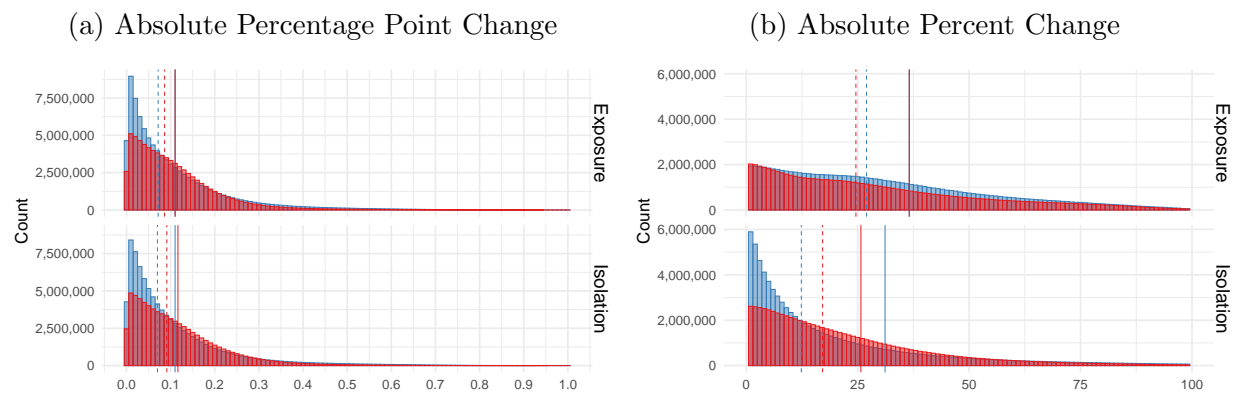 (a) Absolute Percentage Point Change
7,500,000
5,000,000
2,500,000
0
Exposure
Count
7,500,000
5,000,000
2,500,000
0
Isolation
0.0 0.1 0.2 0.3 0.4 0.5 0.6 0.7 0.8 0.9 1.0
(b) Absolute Percent Change
6,000,000
4,000,000
2,000,000
0
Exposure
Count
6,000,000
4,000,000
2,000,000
0
Isolation
0 25 50 75 100